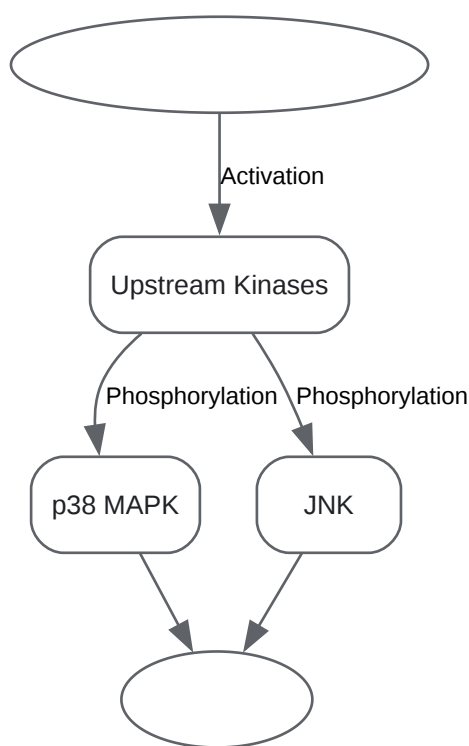 Activation
Upstream Kinases
Phosphorylation
Phosphorylation
p38 MAPK
JNK